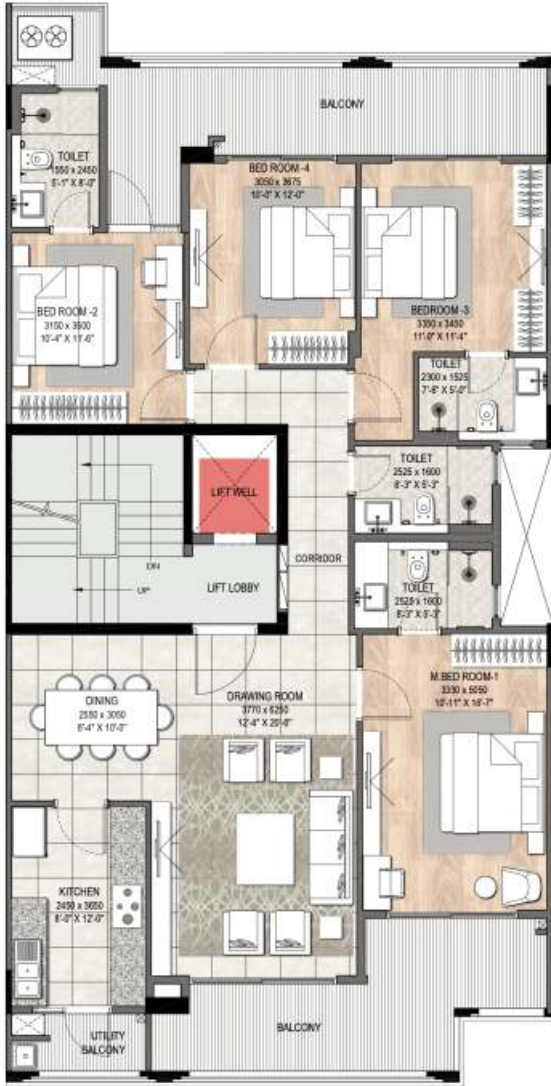 BALCONY
TOILET
1550 x 2450
5'-1" X 8'-0"
BED ROOM -4
3050 x 3675
10'-0" X 12'-0"
BED ROOM -2
3150 x 3500
10'-4" X 11'-6"
BEDROOM -3
3350 x 3450
11'-0" X 11'-4"
TOILET
2300 x 1525
7'-6" X 5'-0"
TOILET
2525 x 1600
8'-3" X 5'-3"
LIFT WELL
CORRIDOR
DN
UP
LIFT LOBBY
TOILET
2525 x 1600
8'-3" X 5'-3"
M.BED ROOM-1
3330 x 5050
10'-11" X 16'-7"
DINING
2550 x 3050
8'-4" X 10'-0"
DRAWING ROOM
3770 x 6250
12'-4" X 20'-6"
KITCHEN
2450 x 3650
8'-0" X 12'-0"
UTILITY
BALCONY
BALCONY